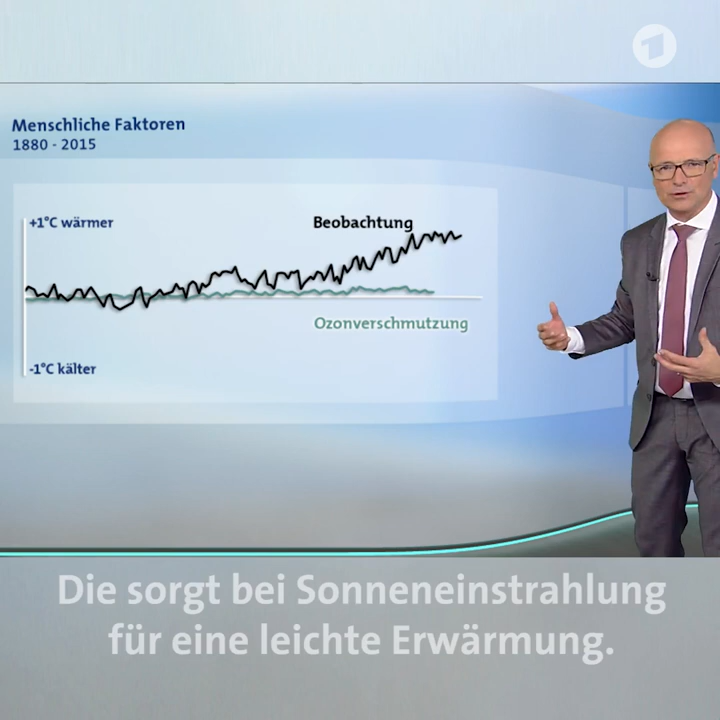 Menschliche Faktoren
1880 - 2015
+1°C wärmer
Beobachtung
Ozonverschmutzung
-1°C kälter
Die sorgt bei Sonneneinstrahlung
für eine leichte Erwärmung.